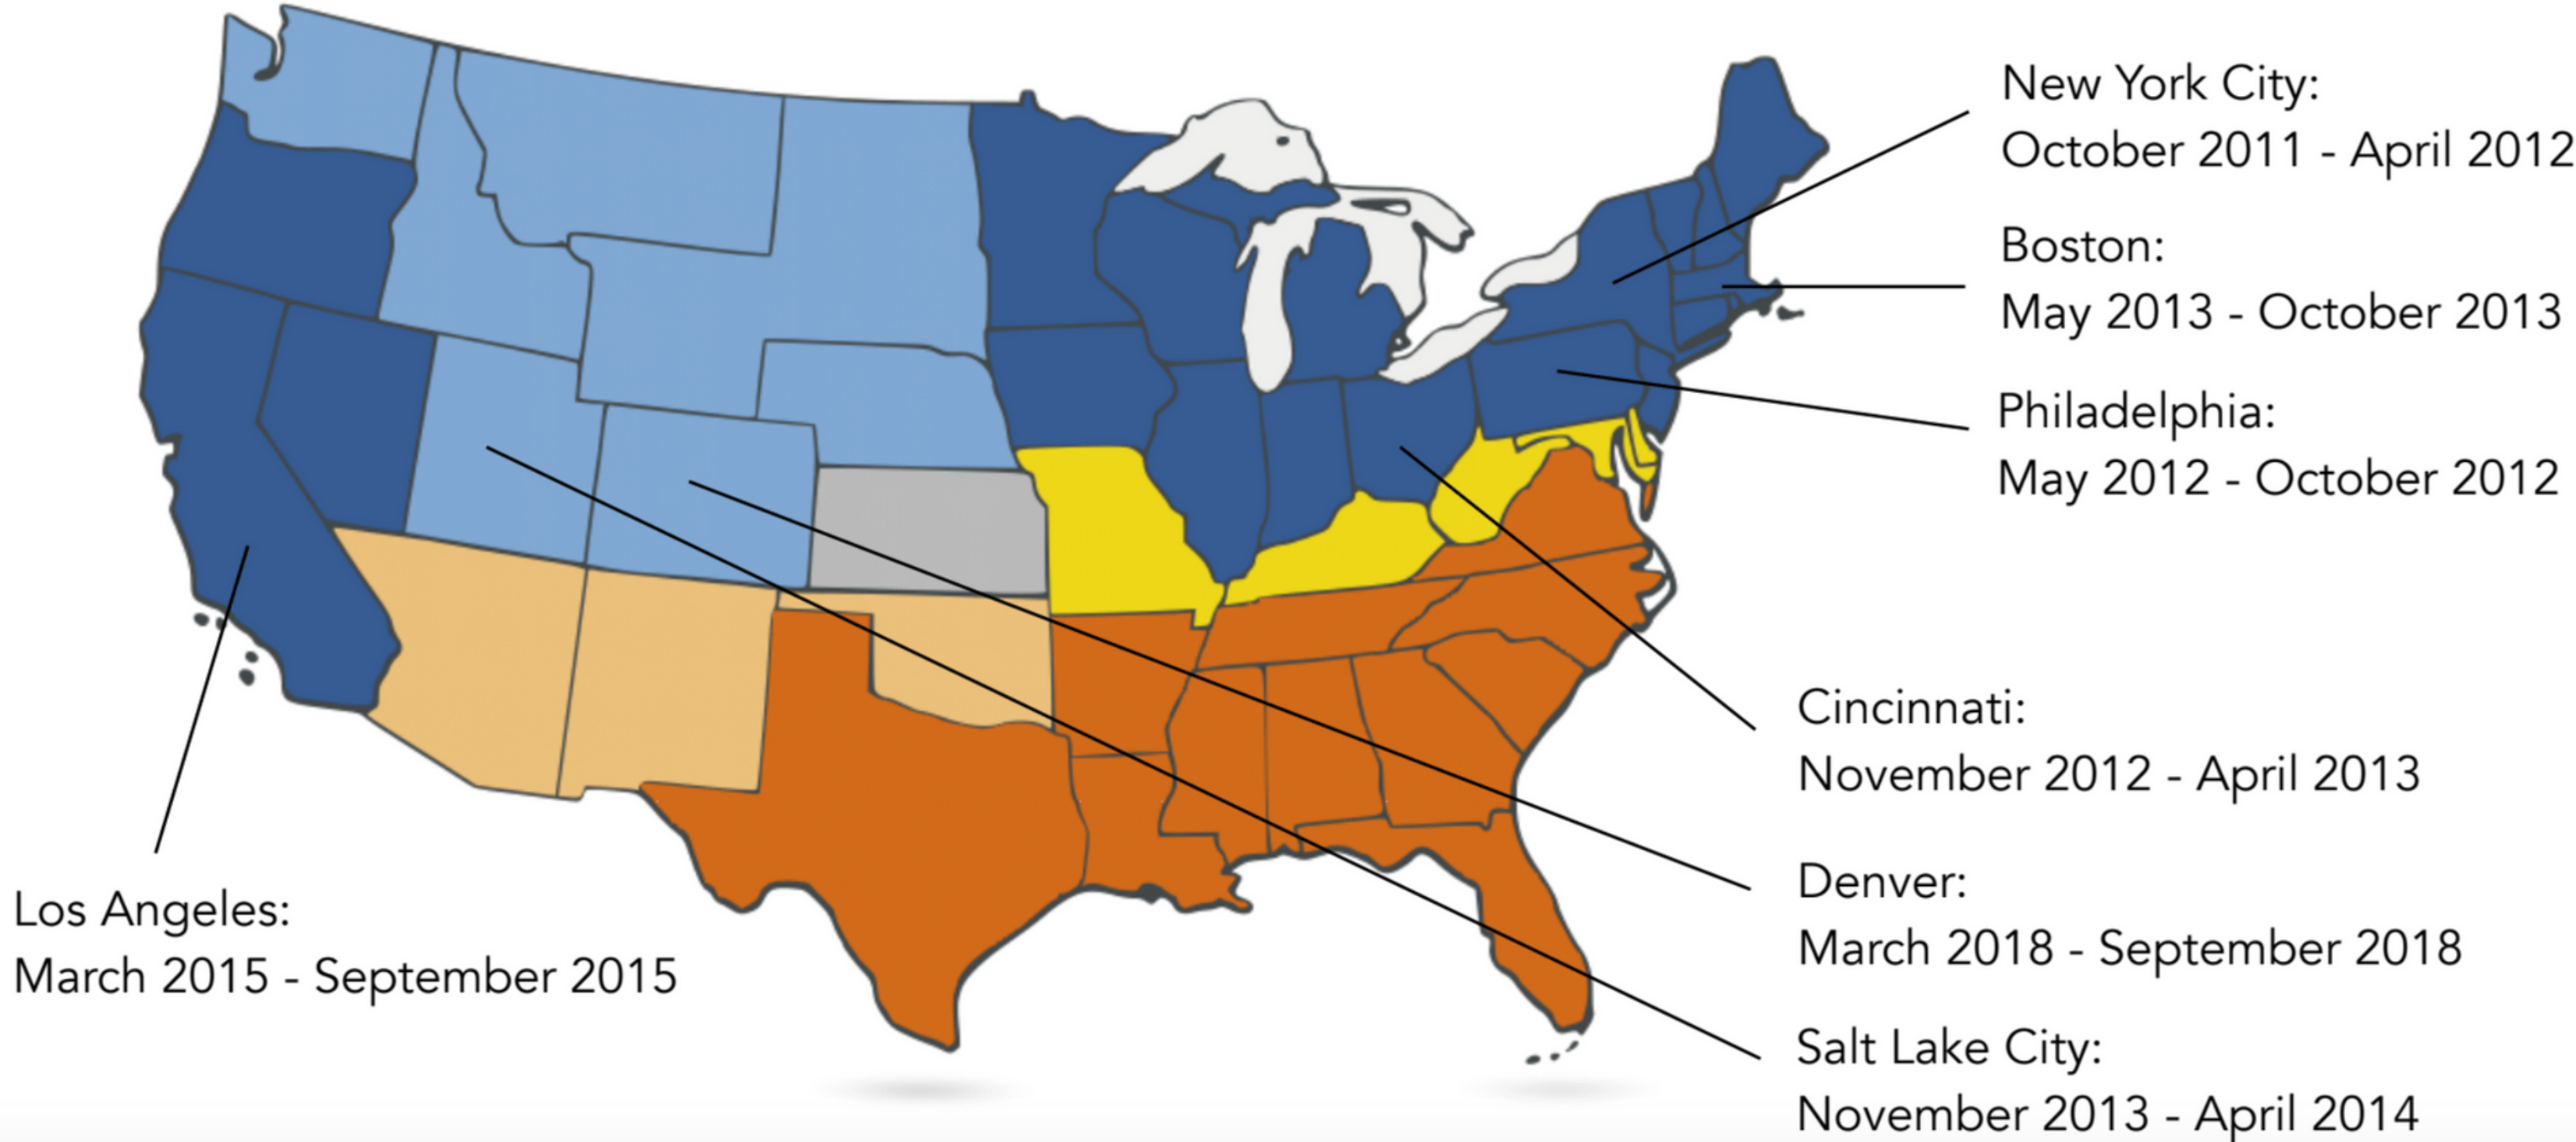 New York City:
October 2011 - April 2012
Boston:
May 2013 - October 2013
Philadelphia:
May 2012 - October 2012
Cincinnati:
November 2012 - April 2013
Denver:
March 2018 - September 2018
Salt Lake City:
November 2013 - April 2014
Los Angeles:
March 2015 - September 2015